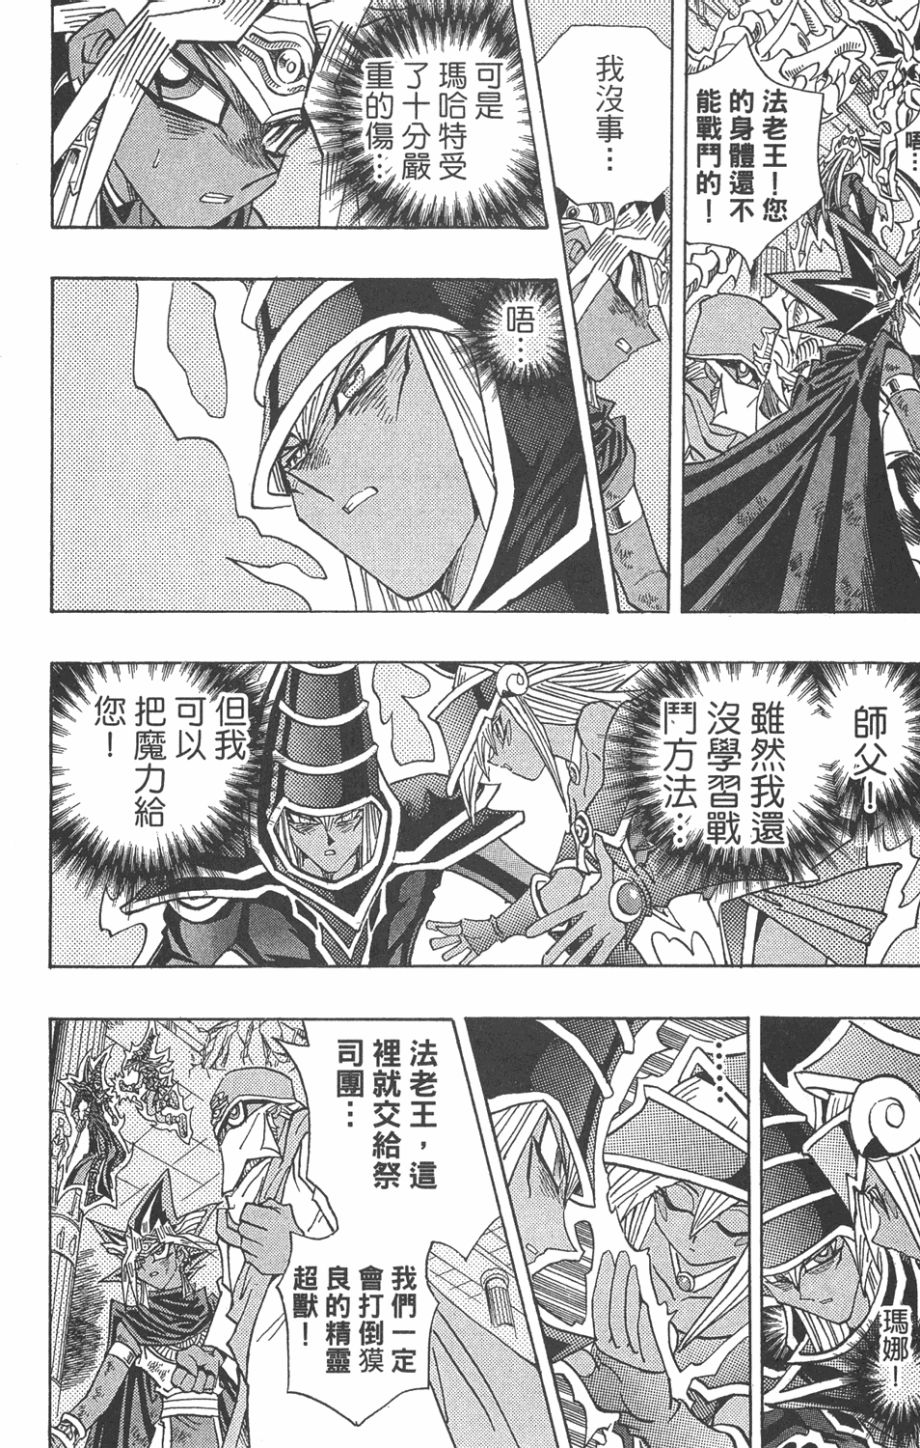 唔…
法老王！您
的身體還不
能戰鬥的！
我沒事…
可是
瑪哈特受
了十分嚴
重的傷…
唔…
師父！
雖然我還
沒學習戰
鬥方法…
但我
可以
把魔力給
您！
瑪娜！
……
法老王，這
裡就交給祭
司團…
我們一定
會打倒獏
良的精靈
超獸！